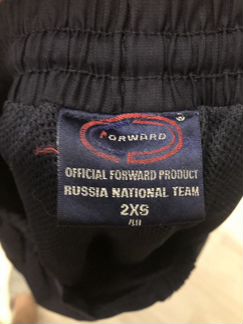 FORWARD
OFFICIAL FORWARD PRODUCT
RUSSIA NATIONAL TEAM
2XS